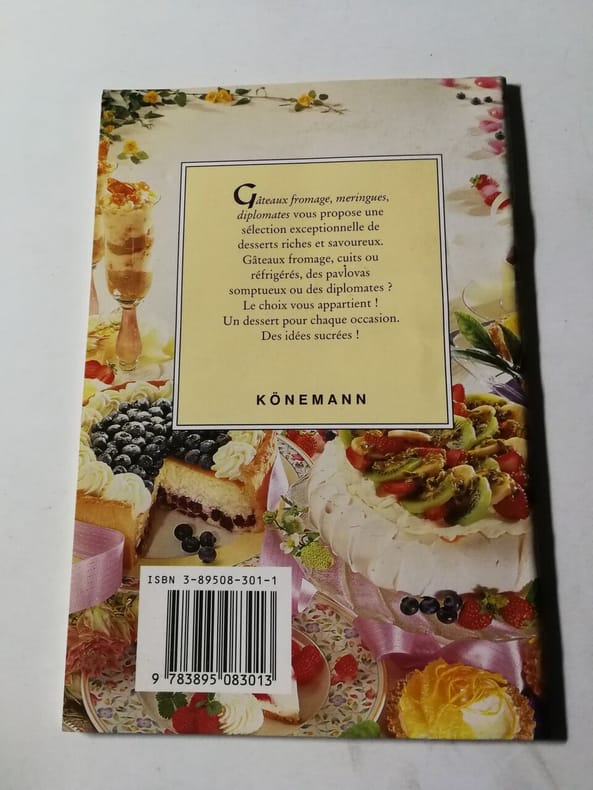 Gâteaux fromage, meringues,
diplomates vous propose une
sélection exceptionnelle de
desserts riches et savoureux.
Gâteaux fromage, cuits ou
réfrigérés, des pavlovas
somptueux ou des diplomates ?
Le choix vous appartient !
Un dessert pour chaque occasion.
Des idées sucrées !
KÖNEMANN
ISBN 3-89508-301-1
9 783895 083013